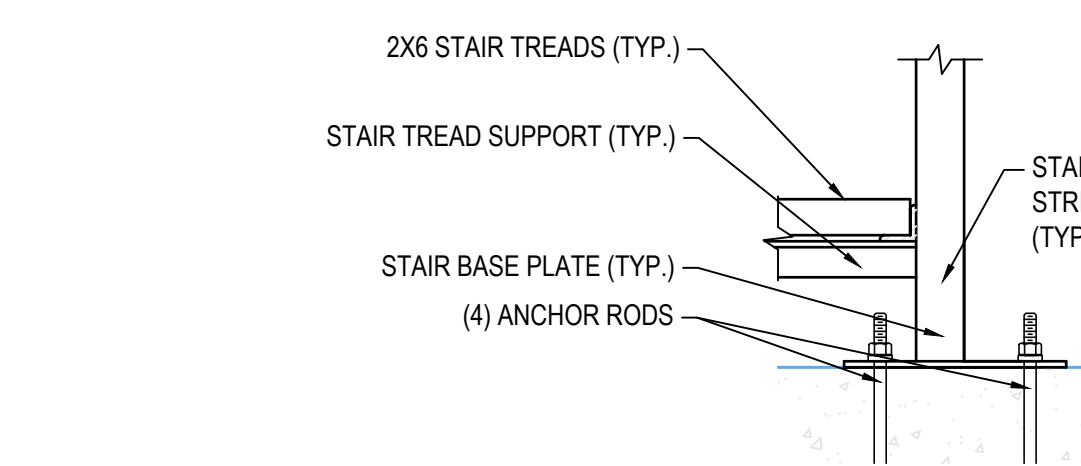 2X6 STAIR TREADS (TYP.)
STAIR TREAD SUPPORT (TYP.)
STAIR BASE PLATE (TYP.)
(4) ANCHOR RODS